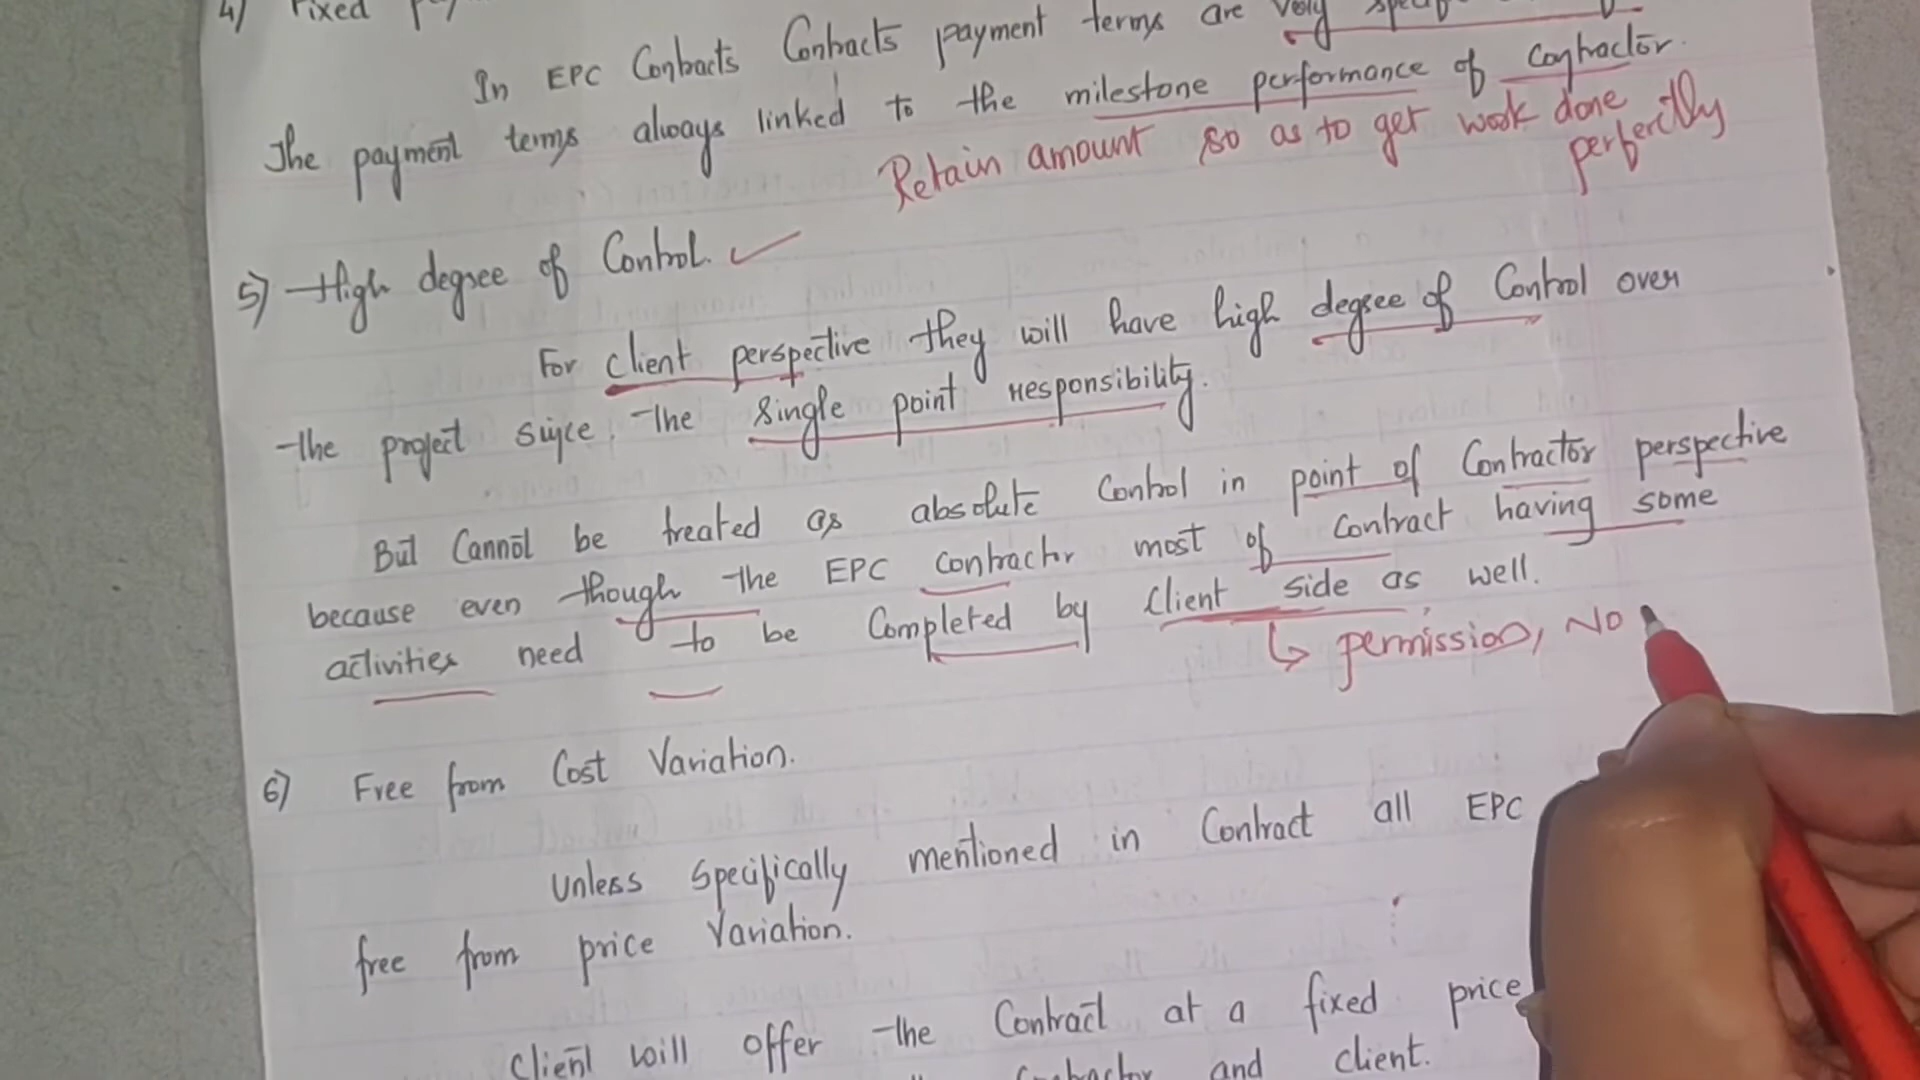 4) Fixed
In EPC Contracts Contracts payment terms are very
The payment terms always linked to the milestone performance of contractor.
Retain amount so as to get work done
perfectly
5) High degree of Control.
For client perspective they will have high degree of Control over
the project since, the single point responsibility.
But Cannot be treated as absolute Control in point of Contractor perspective
because even though the EPC contractor most of contract having some
activities need to be Completed by client side as well.
permission, No
6) Free from Cost Variation.
Unless specifically mentioned in Contract all EPC
free from price Variation.
Client will offer the Contract at a fixed price
Contractor and client.